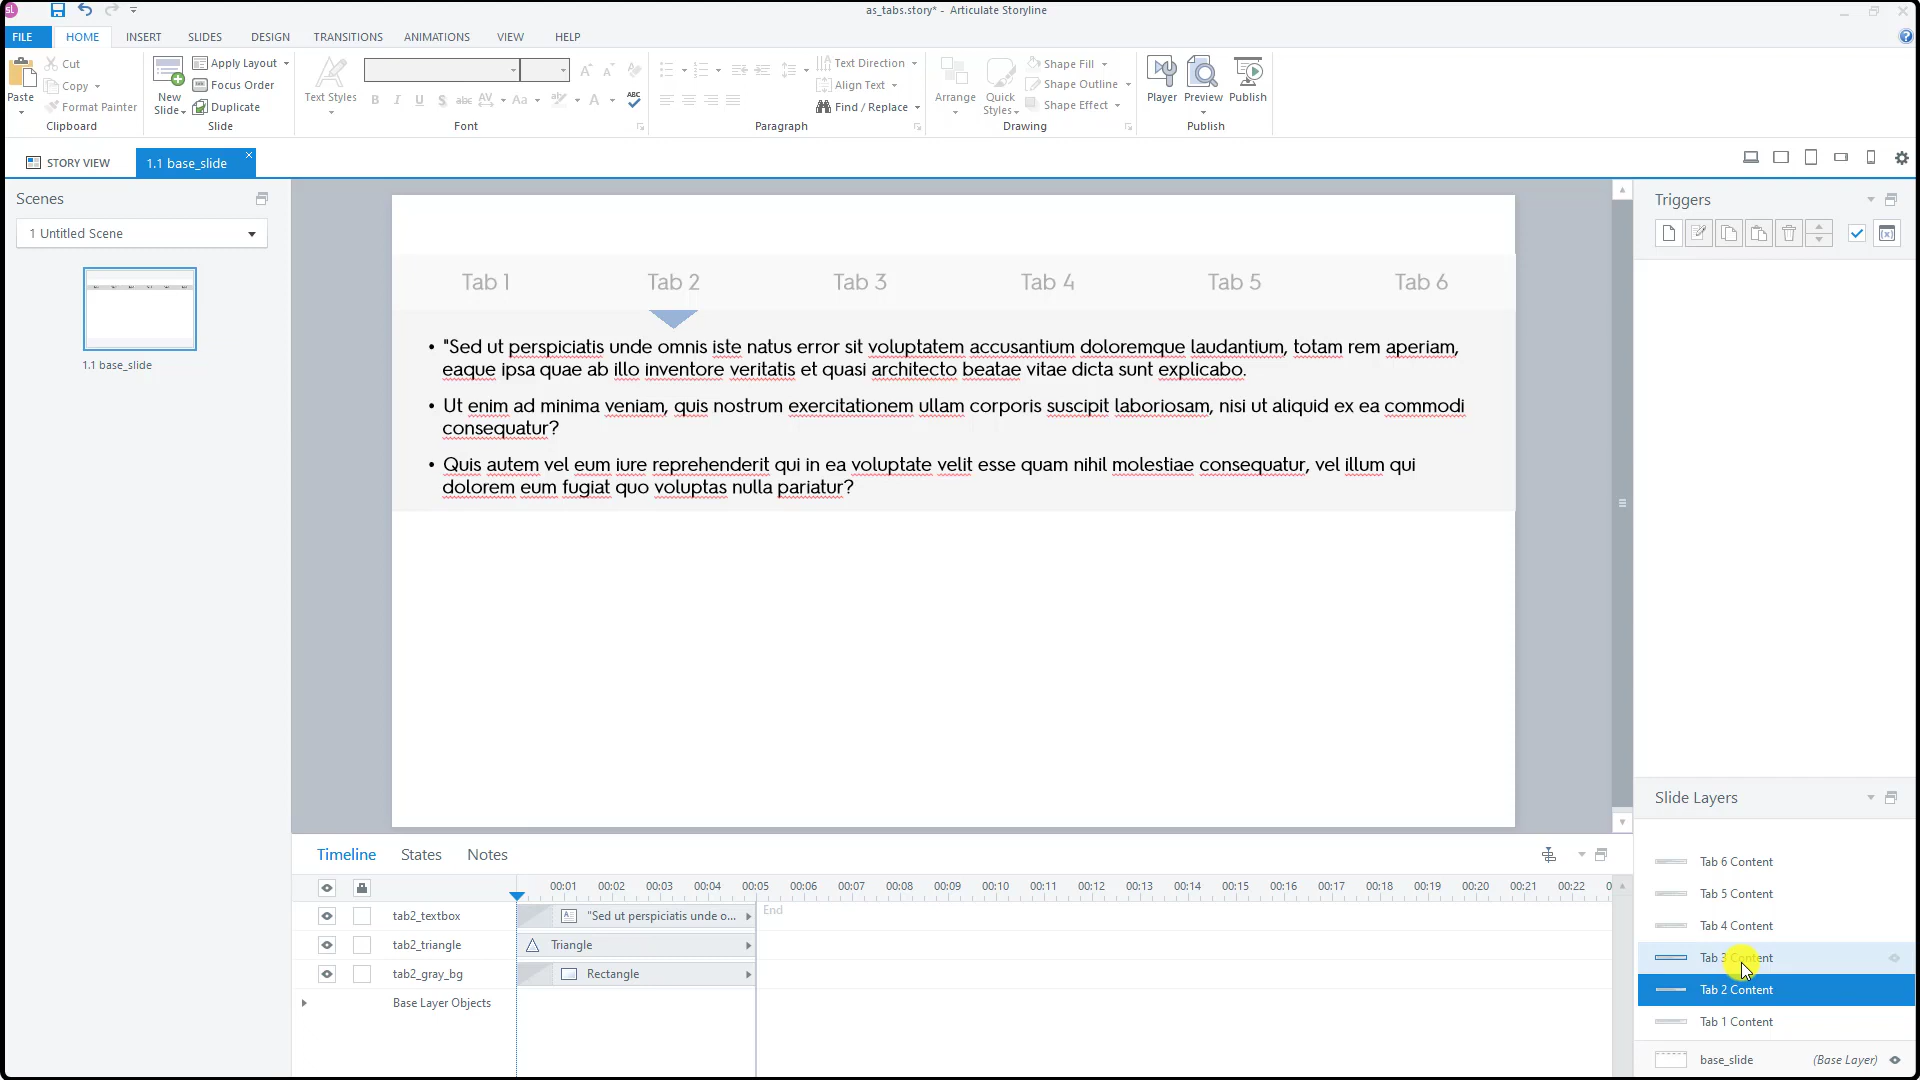 as_tabs.story* - Articulate Storyline
FILE
HOME
INSERT
SLIDES
DESIGN
TRANSITIONS
ANIMATIONS
VIEW
HELP
Paste
Cut
Copy
Format Painter
Clipboard
New
Slide
Apply Layout
Focus Order
Duplicate
Slide
Text Styles
B I U S abc AV Aa A
ABC
Font
Text Direction
Align Text
Find / Replace
Paragraph
Arrange
Quick
Styles
Shape Fill
Shape Outline
Shape Effect
Drawing
Player
Preview
Publish
Publish
STORY VIEW
1.1 base_slide
Scenes
1 Untitled Scene
1.1 base_slide
Tab 1
Tab 2
Tab 3
Tab 4
Tab 5
Tab 6
• "Sed ut perspiciatis unde omnis iste natus error sit voluptatem accusantium doloremque laudantium, totam rem aperiam,
eaque ipsa quae ab illo inventore veritatis et quasi architecto beatae vitae dicta sunt explicabo.
• Ut enim ad minima veniam, quis nostrum exercitationem ullam corporis suscipit laboriosam, nisi ut aliquid ex ea commodi
consequatur?
• Quis autem vel eum iure reprehenderit qui in ea voluptate velit esse quam nihil molestiae consequatur, vel illum qui
dolorem eum fugiat quo voluptas nulla pariatur?
Triggers
Slide Layers
Tab 6 Content
Tab 5 Content
Tab 4 Content
Tab 3 Content
Tab 2 Content
Tab 1 Content
base_slide
(Base Layer)
Timeline
States
Notes
00:01 00:02 00:03 00:04 00:05 00:06 00:07 00:08 00:09 00:10 00:11 00:12 00:13 00:14 00:15 00:16 00:17 00:18 00:19 00:20 00:21 00:22
tab2_textbox
"Sed ut perspiciatis unde o...
End
tab2_triangle
Triangle
tab2_gray_bg
Rectangle
Base Layer Objects